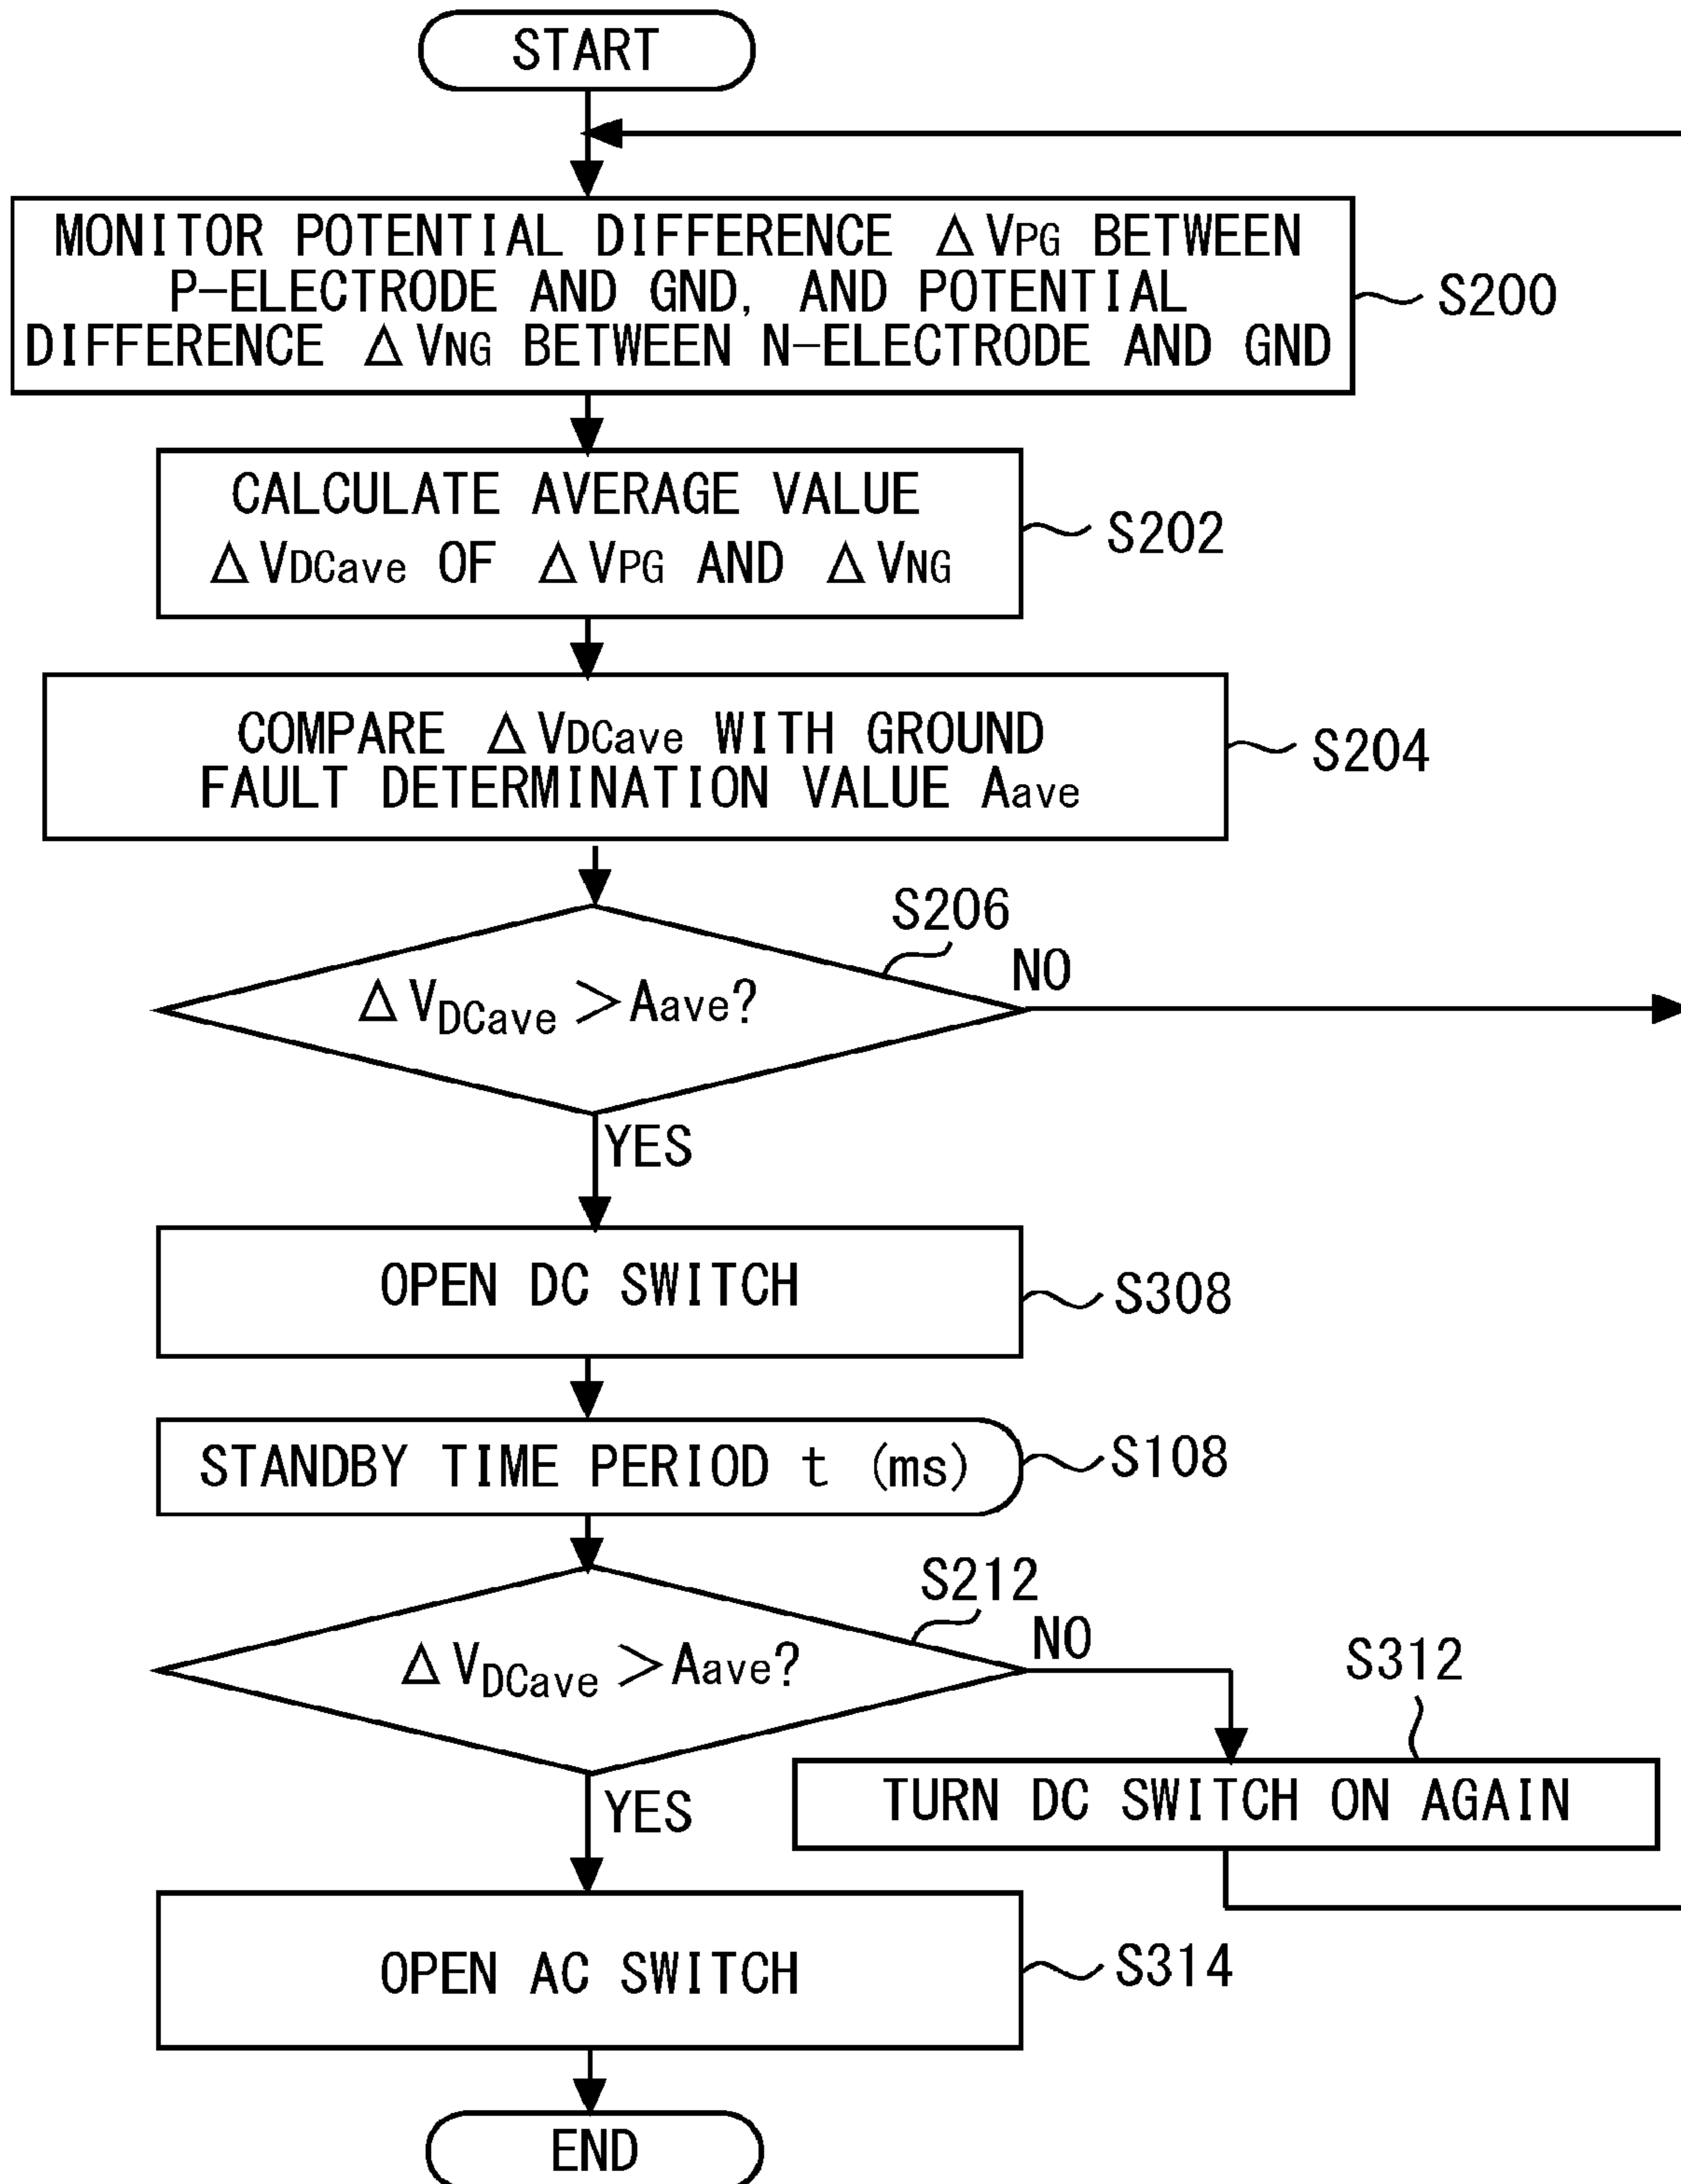 START
MONITOR POTENTIAL DIFFERENCE ΔVPG BETWEEN
P-ELECTRODE AND GND, AND POTENTIAL
DIFFERENCE ΔVNG BETWEEN N-ELECTRODE AND GND
S200
CALCULATE AVERAGE VALUE
ΔVDCave OF ΔVPG AND ΔVNG
S202
COMPARE ΔVDCave WITH GROUND
FAULT DETERMINATION VALUE Aave
S204
S206
NO
ΔVDCave >Aave?
YES
OPEN DC SWITCH
S308
STANDBY TIME PERIOD t (ms)
S108
S212
NO
ΔVDCave >Aave?
S312
TURN DC SWITCH ON AGAIN
YES
OPEN AC SWITCH
S314
END